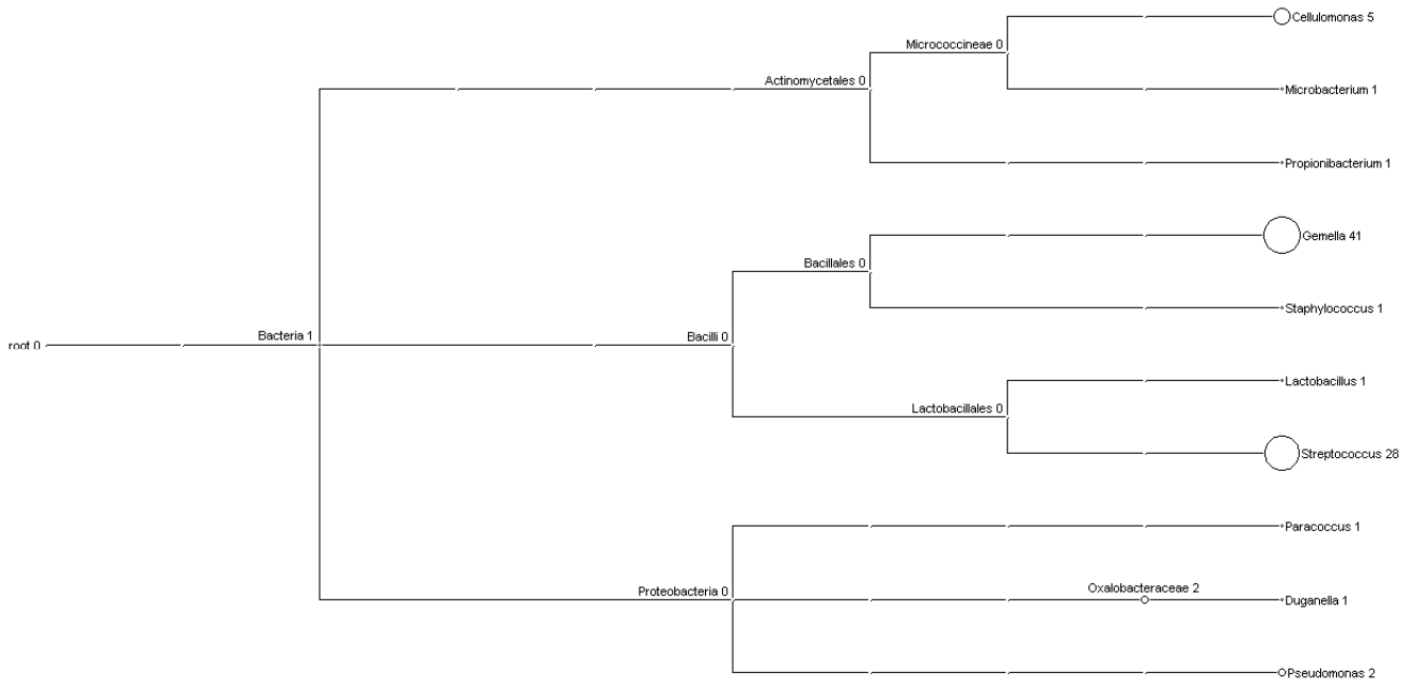 Cellulomonas 5
Micrococcineae 0
Actinomycetales 0
Microbacterium 1
Propionibacterium 1
Gemella 41
Bacillales 0
Staphylococcus 1
Bacteria 1
Bacilli 0
root 0
Lactobacillus 1
Lactobacillales 0
Streptococcus 28
Paracoccus 1
Proteobacteria 0
Oxalobacteraceae 2
Duganella 1
Pseudomonas 2